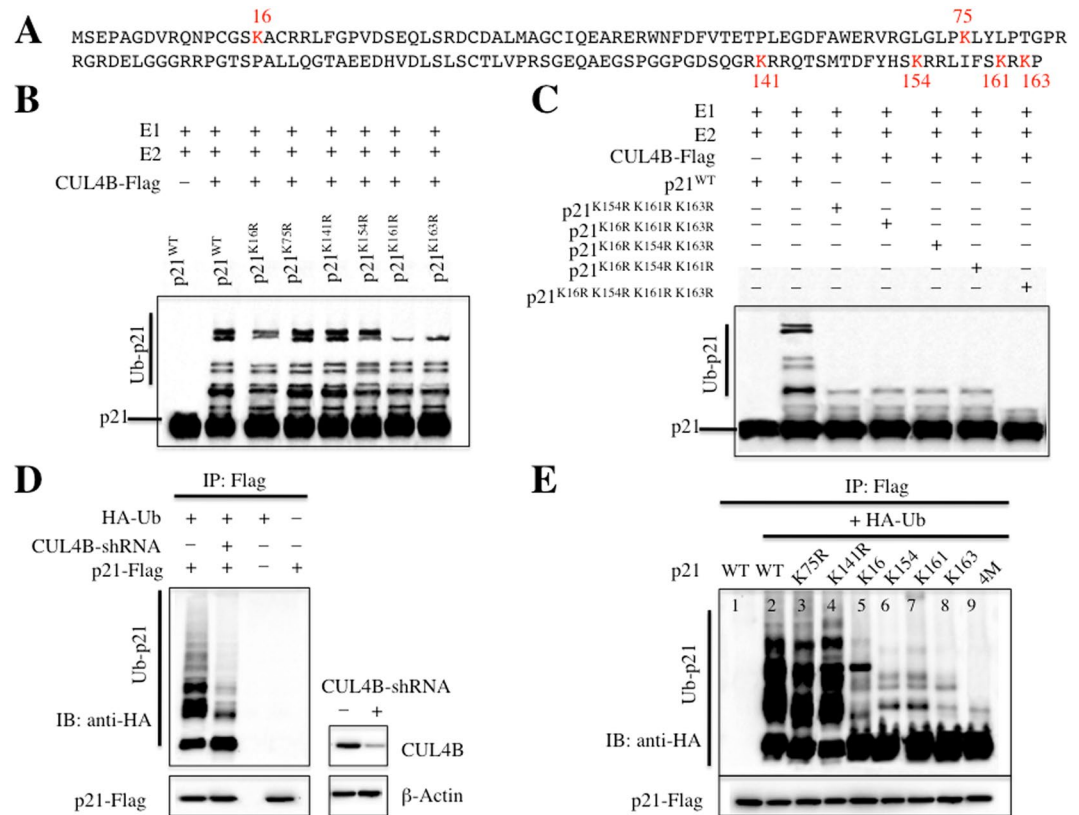 A
16
75
MSEPAGDVRQNPCGSKACRRLFGPVDSEQLSRDCDALMAGCIQEARERWNFDFVTETPLEGDFAWERVRGLGLPKLYLPTGPR
RGRDELGGGRRPGTSPALLQGTAEEDHVDLSLSCTLVPRSGEQAEGSPGGPGDSQGRKRRQTSMTDFYHSKRRLIFSKRKP
141
154
161
163
B
E1 + + + + + + + +
E2 + + + + + + + +
CUL4B-Flag – + + + + + + +
p21WT p21WT p21K16R p21K75R p21K141R p21K154R p21K161R p21K163R
Ub-p21
p21
C
E1 + + + + + + +
E2 + + + + + + +
CUL4B-Flag – + + + + + +
p21WT + + – – – – –
p21K154R K161R K163R – – + – – – –
p21K16R K161R K163R – – – + – – –
p21K16R K154R K163R – – – – + – –
p21K16R K154R K161R – – – – – + –
p21K16R K154R K161R K163R – – – – – – +
Ub-p21
p21
D
IP: Flag
HA-Ub + + + –
CUL4B-shRNA – + – –
p21-Flag + + – +
Ub-p21
IB: anti-HA
p21-Flag
CUL4B-shRNA
– +
CUL4B
β-Actin
E
IP: Flag
+ HA-Ub
p21 WT WT K75R K141R K16 K154 K161 K163 4M
1 2 3 4 5 6 7 8 9
Ub-p21
IB: anti-HA
p21-Flag